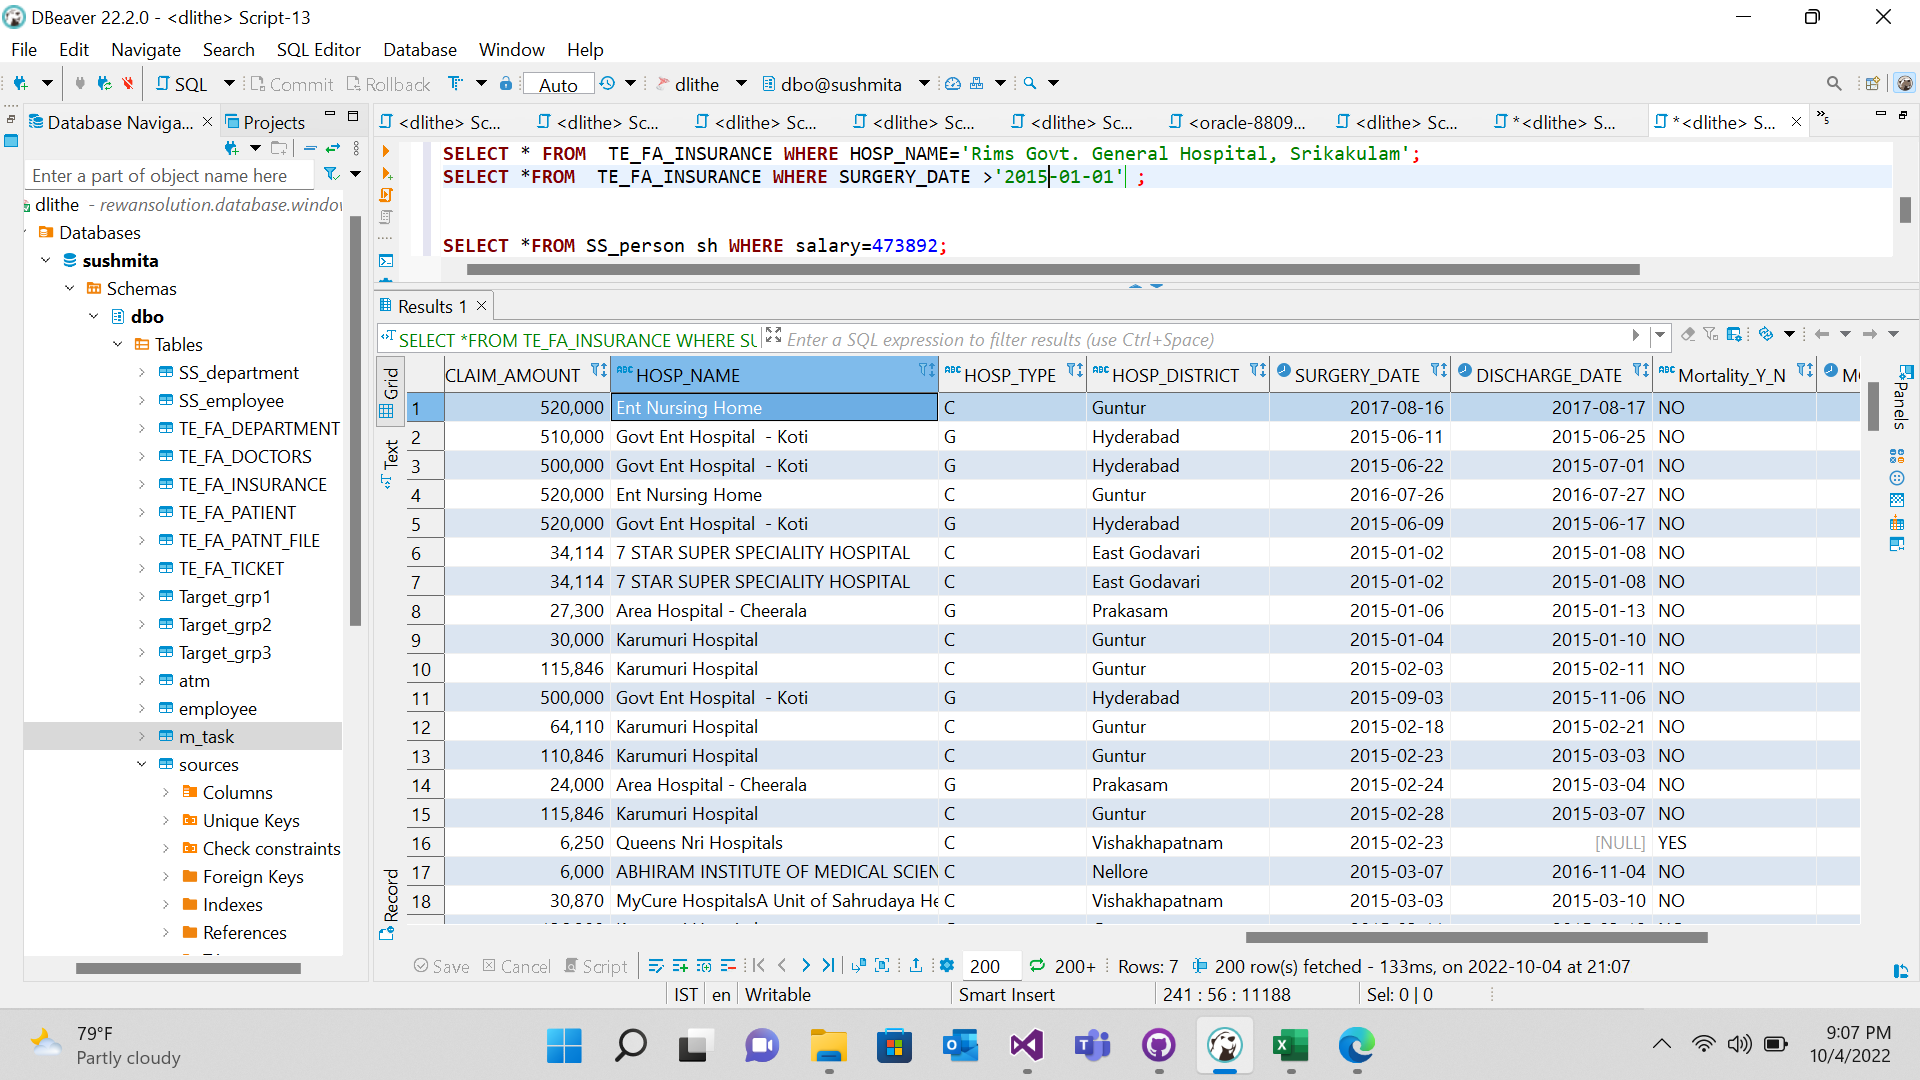 DBeaver 22.2.0 - <dlithe> Script-13
File Edit Navigate Search SQL Editor Database Window Help
SQL Commit Rollback Auto dlithe dbo@sushmita
Database Naviga... Projects
<dlithe> Sc... <dlithe> Sc... <dlithe> Sc... <dlithe> Sc... <dlithe> Sc... <oracle-8809... <dlithe> Sc... *<dlithe> S... *<dlithe> S... »5
Enter a part of object name here
dlithe - rewansolution.database.window
Databases
sushmita
Schemas
dbo
Tables
SS_department
SS_employee
TE_FA_DEPARTMENT
TE_FA_DOCTORS
TE_FA_INSURANCE
TE_FA_PATIENT
TE_FA_PATNT_FILE
TE_FA_TICKET
Target_grp1
Target_grp2
Target_grp3
atm
employee
m_task
sources
Columns
Unique Keys
Check constraints
Foreign Keys
Indexes
References
SELECT * FROM TE_FA_INSURANCE WHERE HOSP_NAME='Rims Govt. General Hospital, Srikakulam';
SELECT *FROM TE_FA_INSURANCE WHERE SURGERY_DATE >'2015-01-01' ;
SELECT *FROM SS_person sh WHERE salary=473892;
Results 1
SELECT *FROM TE_FA_INSURANCE WHERE SU Enter a SQL expression to filter results (use Ctrl+Space)
Grid
Text
Record
Panels
CLAIM_AMOUNT ABC HOSP_NAME ABC HOSP_TYPE ABC HOSP_DISTRICT SURGERY_DATE DISCHARGE_DATE ABC Mortality_Y_N
1 520,000 Ent Nursing Home C Guntur 2017-08-16 2017-08-17 NO
2 510,000 Govt Ent Hospital - Koti G Hyderabad 2015-06-11 2015-06-25 NO
3 500,000 Govt Ent Hospital - Koti G Hyderabad 2015-06-22 2015-07-01 NO
4 520,000 Ent Nursing Home C Guntur 2016-07-26 2016-07-27 NO
5 520,000 Govt Ent Hospital - Koti G Hyderabad 2015-06-09 2015-06-17 NO
6 34,114 7 STAR SUPER SPECIALITY HOSPITAL C East Godavari 2015-01-02 2015-01-08 NO
7 34,114 7 STAR SUPER SPECIALITY HOSPITAL C East Godavari 2015-01-02 2015-01-08 NO
8 27,300 Area Hospital - Cheerala G Prakasam 2015-01-06 2015-01-13 NO
9 30,000 Karumuri Hospital C Guntur 2015-01-04 2015-01-10 NO
10 115,846 Karumuri Hospital C Guntur 2015-02-03 2015-02-11 NO
11 500,000 Govt Ent Hospital - Koti G Hyderabad 2015-09-03 2015-11-06 NO
12 64,110 Karumuri Hospital C Guntur 2015-02-18 2015-02-21 NO
13 110,846 Karumuri Hospital C Guntur 2015-02-23 2015-03-03 NO
14 24,000 Area Hospital - Cheerala G Prakasam 2015-02-24 2015-03-04 NO
15 115,846 Karumuri Hospital C Guntur 2015-02-28 2015-03-07 NO
16 6,250 Queens Nri Hospitals C Vishakhapatnam 2015-02-23 [NULL] YES
17 6,000 ABHIRAM INSTITUTE OF MEDICAL SCIEN C Nellore 2015-03-07 2016-11-04 NO
18 30,870 MyCure HospitalsA Unit of Sahrudaya He C Vishakhapatnam 2015-03-03 2015-03-10 NO
Save Cancel Script 200 200+ Rows: 7 200 row(s) fetched - 133ms, on 2022-10-04 at 21:07
IST en Writable Smart Insert 241 : 56 : 11188 Sel: 0 | 0
79°F
Partly cloudy
9:07 PM
10/4/2022